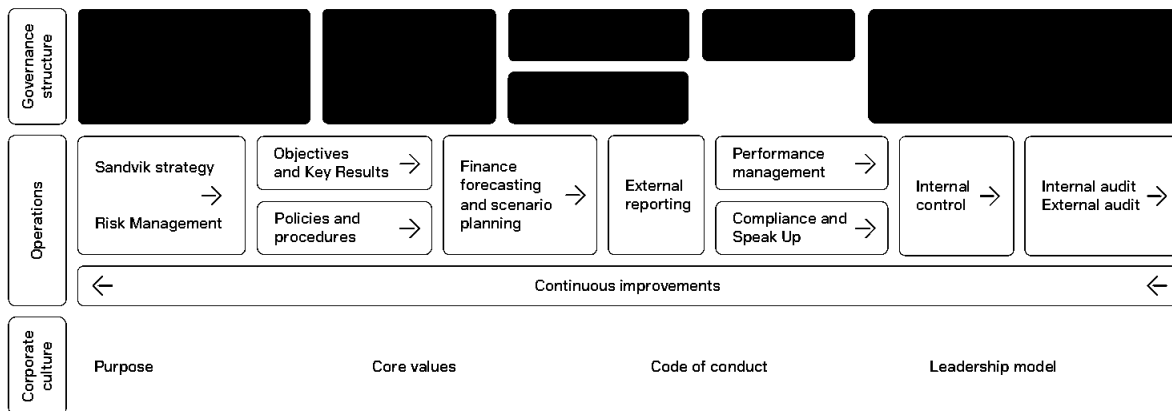 Governance
structure
Operations
Sandvik strategy
Risk Management
Objectives
and Key Results
Policies and
procedures
Finance
forecasting
and scenario
planning
External
reporting
Performance
management
Compliance and
Speak Up
Internal
control
Internal audit
External audit
Continuous improvements
Corporate
culture
Purpose
Core values
Code of conduct
Leadership model